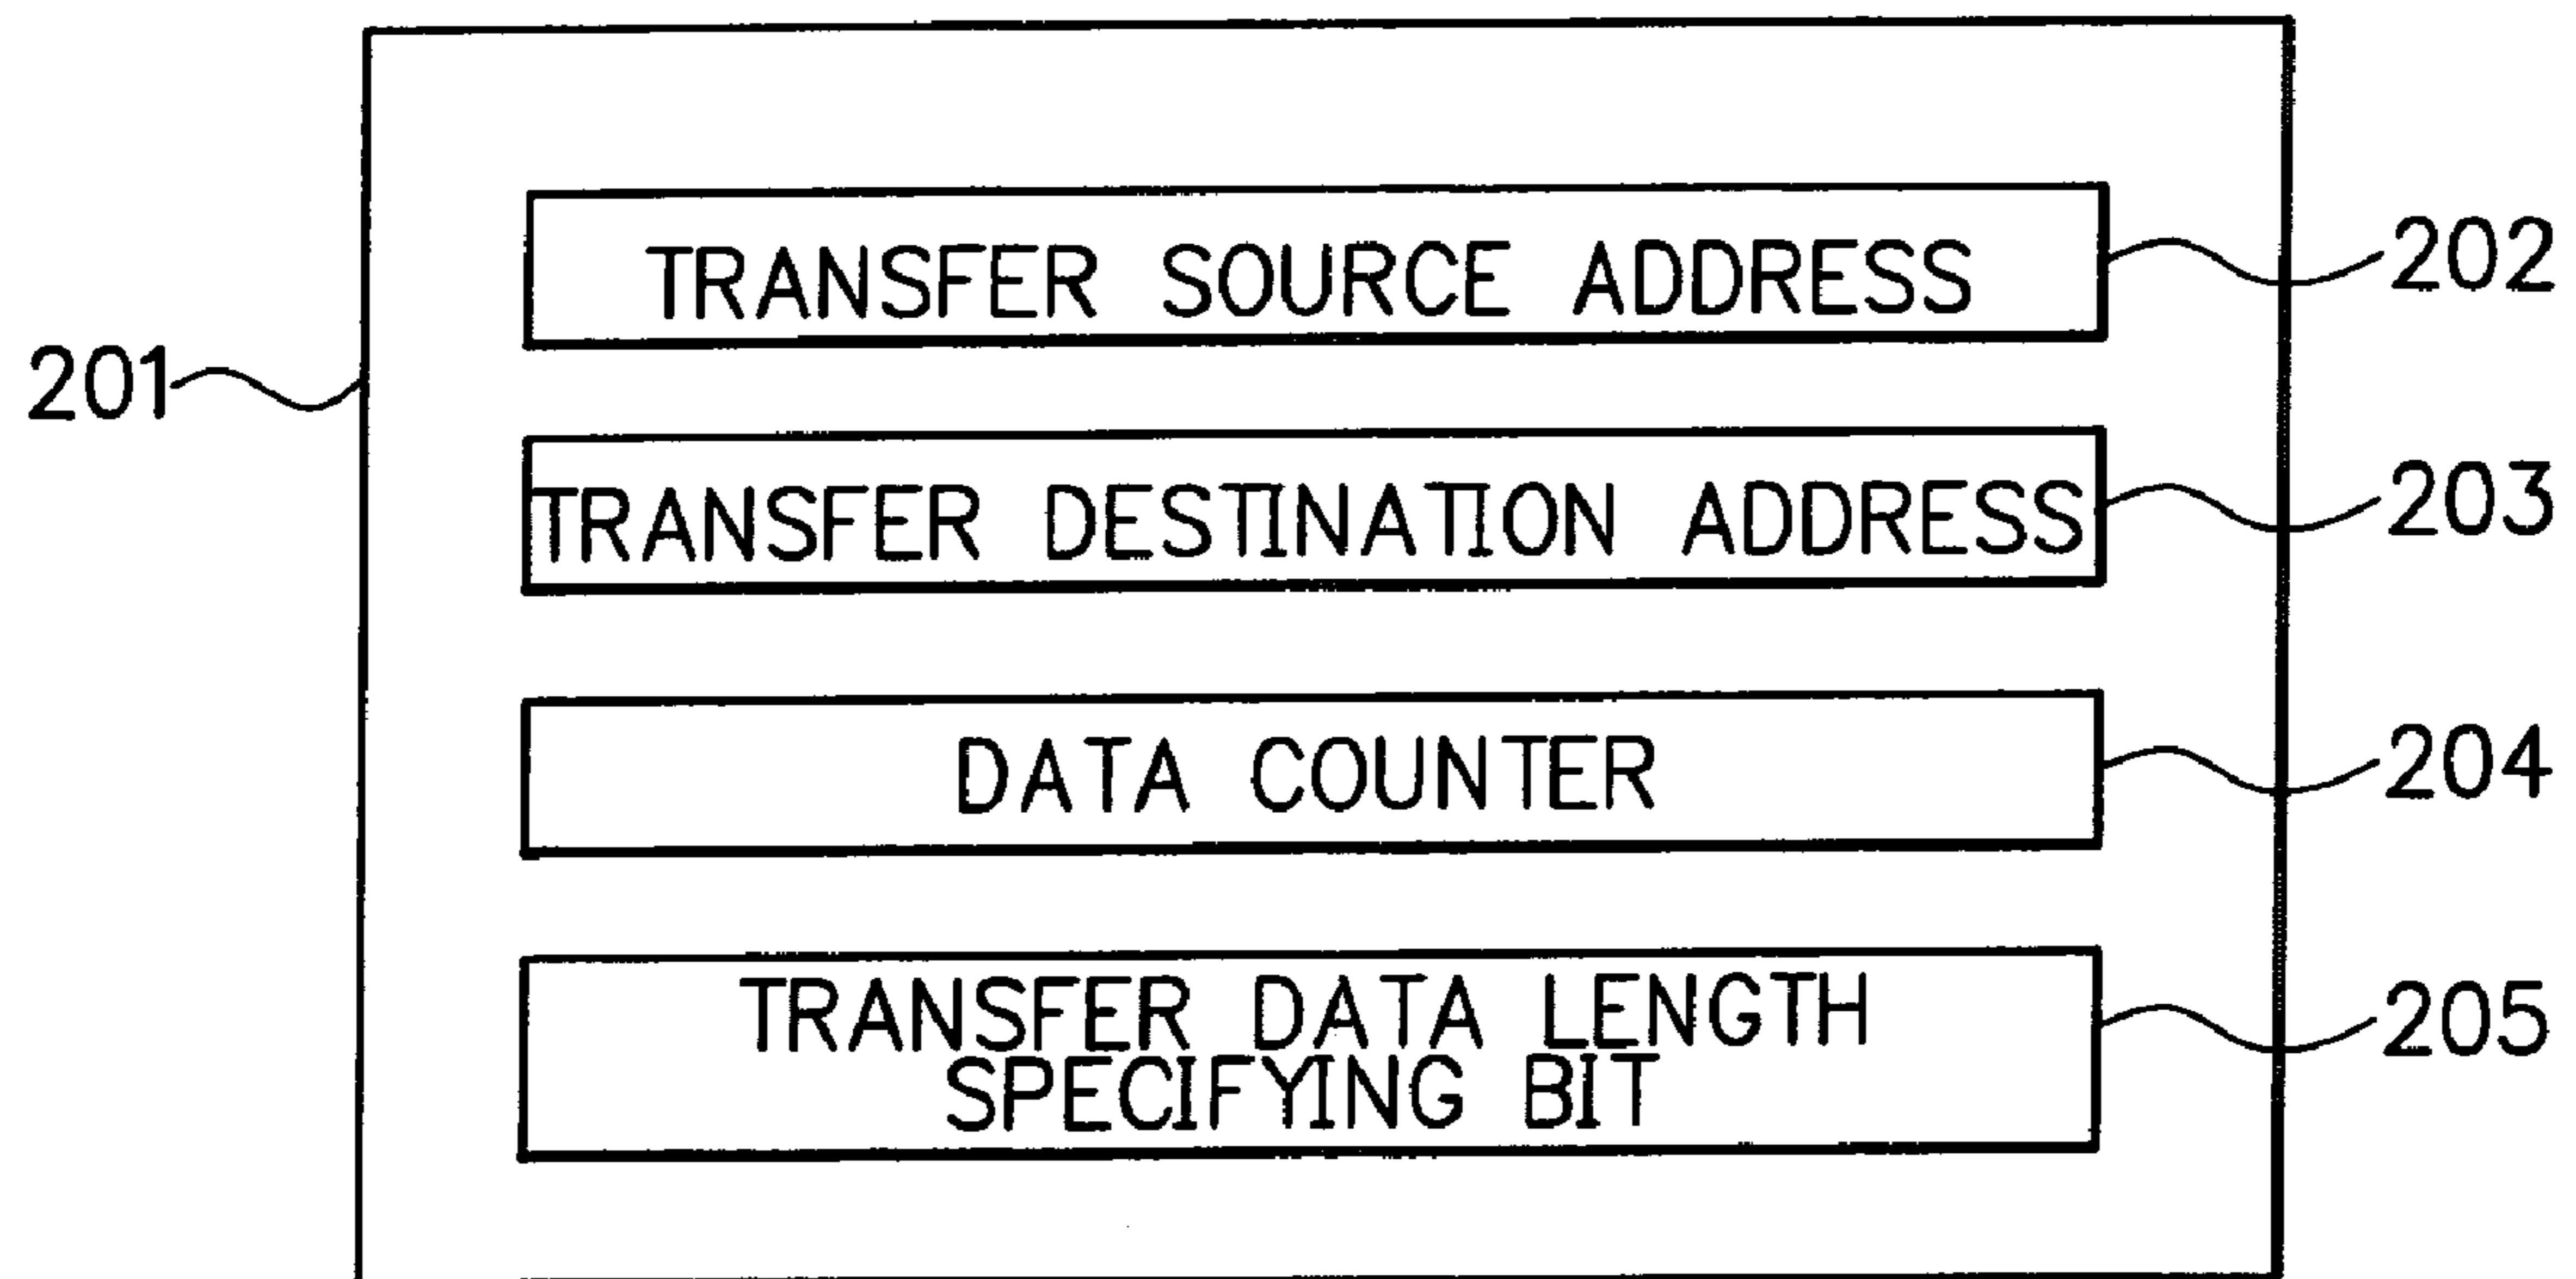 TRANSFER SOURCE ADDRESS
202
201
TRANSFER DESTINATION ADDRESS
203
DATA COUNTER
204
TRANSFER DATA LENGTH
SPECIFYING BIT
205